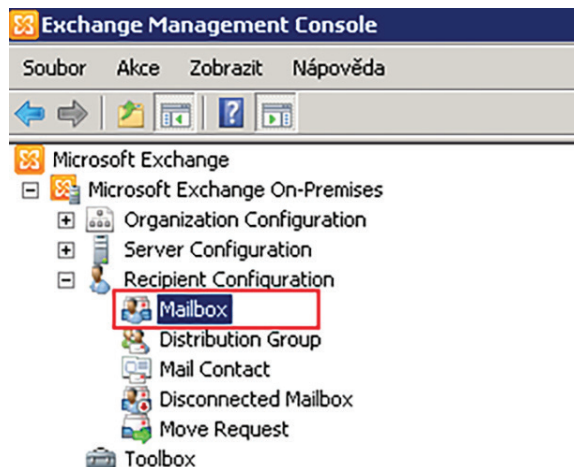 Exchange Management Console
Soubor Akce Zobrazit Nápověda
Microsoft Exchange
Microsoft Exchange On-Premises
Organization Configuration
Server Configuration
Recipient Configuration
Mailbox
Distribution Group
Mail Contact
Disconnected Mailbox
Move Request
Toolbox